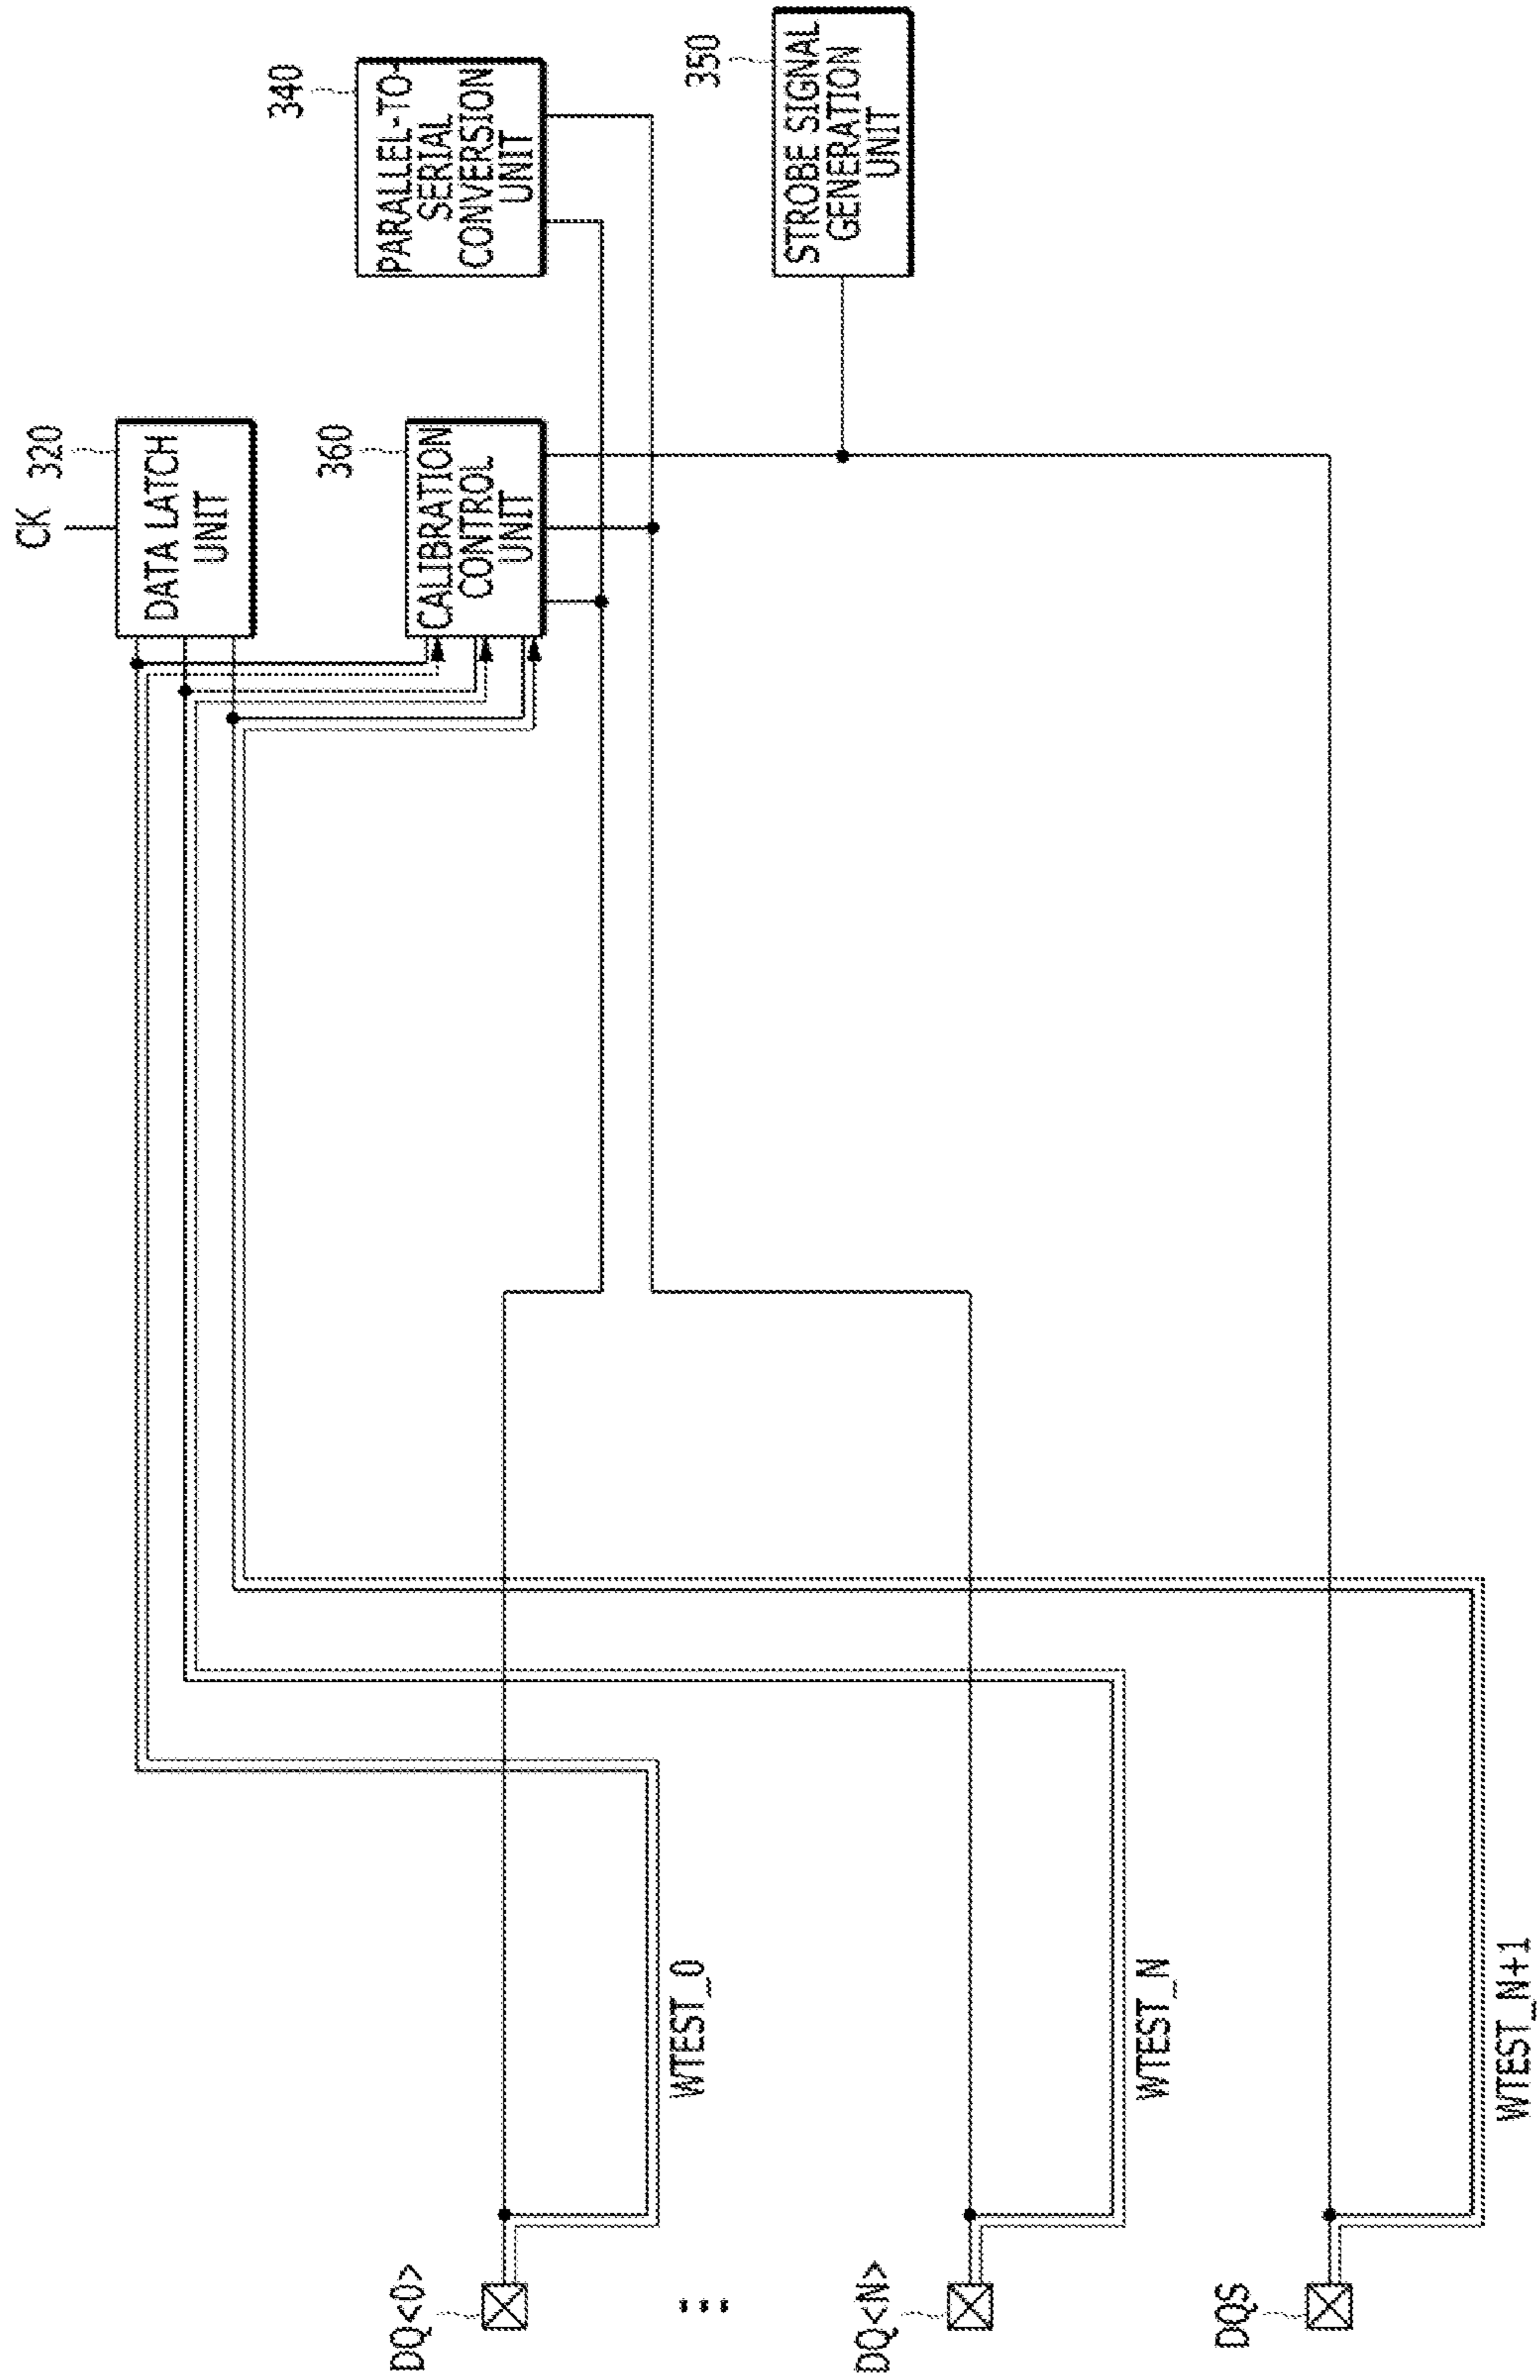 CK
320
DATA LATCH
UNIT
360
CALIBRATION
CONTROL
UNIT
340
PARALLEL-TO-
SERIAL
CONVERSION
UNIT
350
STROBE SIGNAL
GENERATION
UNIT
DQ<0>
WTEST_0
...
DQ<N>
WTEST_N
DQS
WTEST_N+1